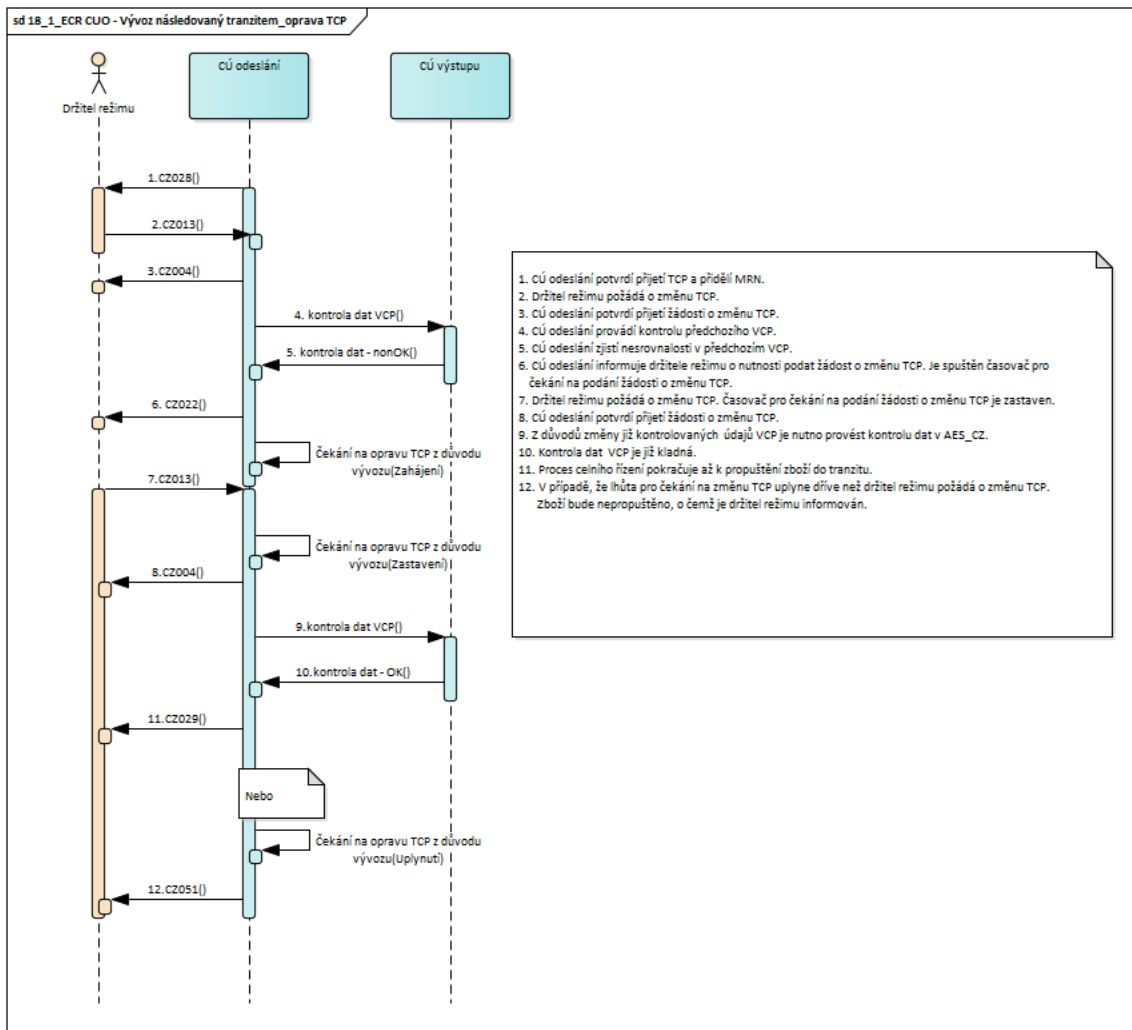 sd 18_1_ECR CUO - Vývoz následovaný tranzitem_oprava TCP
CÚ odeslání
CÚ výstupu
Držitel režimu
1.CZ028()
2.CZ013()
3.CZ004()
4. kontrola dat VCP()
5. kontrola dat - nonOK()
6. CZ022()
Čekání na opravu TCP z důvodu
vývozu(Zahájení)
7.CZ013()
Čekání na opravu TCP z důvodu
vývozu(Zastavení)
8.CZ004()
9.kontrola dat VCP()
10.kontrola dat - OK()
11.CZ029()
Nebo
Čekání na opravu TCP z důvodu
vývozu(Uplynutí)
12.CZ051()
1. CÚ odeslání potvrdí přijetí TCP a přidělí MRN.
2. Držitel režimu požádá o změnu TCP.
3. CÚ odeslání potvrdí přijetí žádosti o změnu TCP.
4. CÚ odeslání provádí kontrolu předchozího VCP.
5. CÚ odeslání zjistí nesrovnalosti v předchozím VCP.
6. CÚ odeslání informuje držitele režimu o nutnosti podat žádost o změnu TCP. Je spuštěn časovač pro
čekání na podání žádosti o změnu TCP.
7. Držitel režimu požádá o změnu TCP. Časovač pro čekání na podání žádosti o změnu TCP je zastaven.
8. CÚ odeslání potvrdí přijetí žádosti o změnu TCP.
9. Z důvodů změny již kontrolovaných údajů VCP je nutno provést kontrolu dat v AES_CZ.
10. Kontrola dat VCP je již kladná.
11. Proces celního řízení pokračuje až k propuštění zboží do tranzitu.
12. V případě, že lhůta pro čekání na změnu TCP uplyne dříve než držitel režimu požádá o změnu TCP.
Zboží bude nepropuštěno, o čemž je držitel režimu informován.